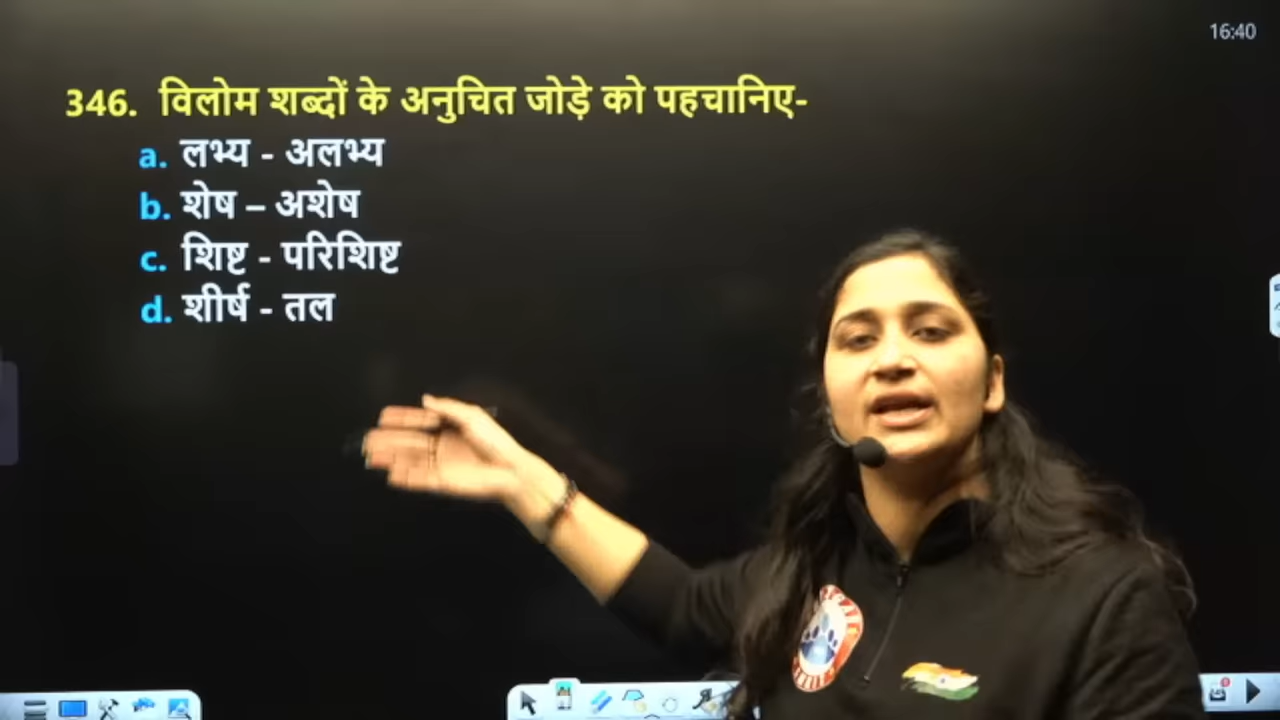 16:40
346. विलोम शब्दों के अनुचित जोड़े को पहचानिए-
a. लभ्य - अलभ्य
b. शेष – अशेष
c. शिष्ट - परिशिष्ट
d. शीर्ष - तल